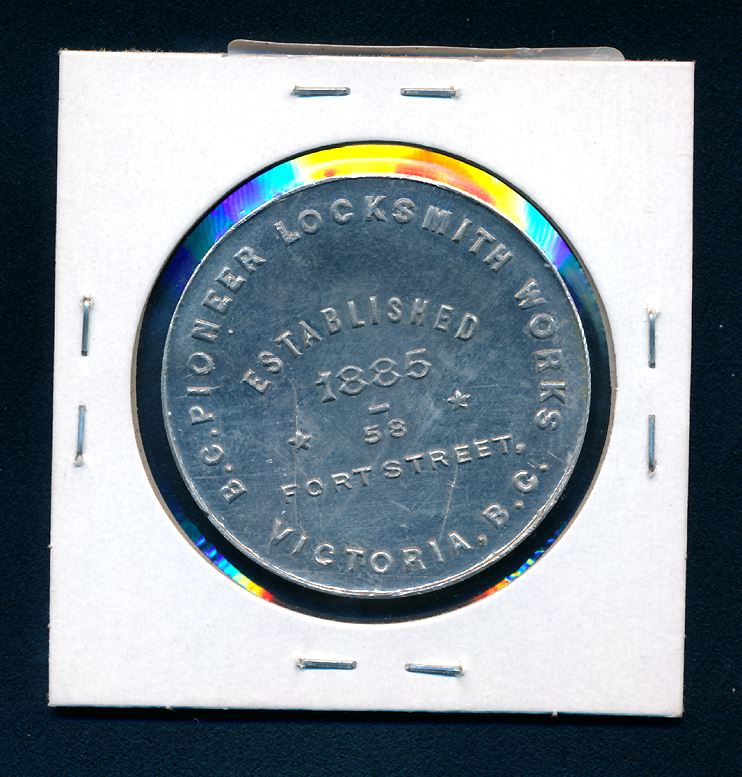 B.C. PIONEER LOCKSMITH WORKS
ESTABLISHED
1885
58
FORT STREET,
VICTORIA, B.C.